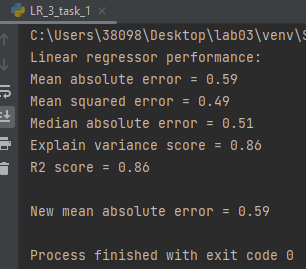 LR_3_task_1
C:\Users\38098\Desktop\lab03\venv\
Linear regressor performance:
Mean absolute error = 0.59
Mean squared error = 0.49
Median absolute error = 0.51
Explain variance score = 0.86
R2 score = 0.86
New mean absolute error = 0.59
Process finished with exit code 0